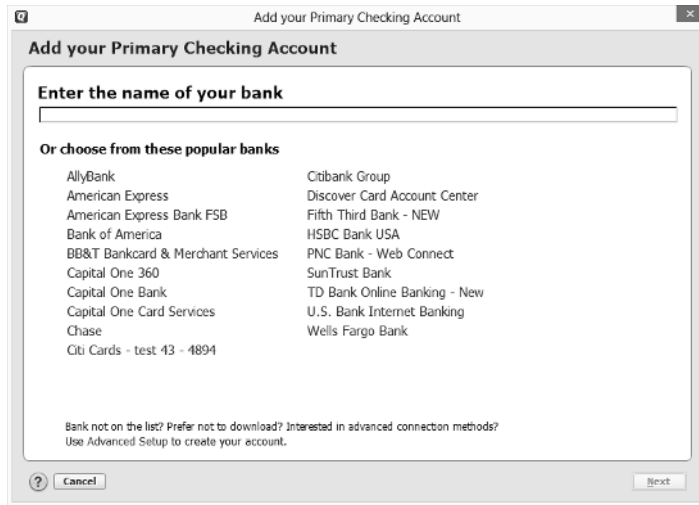 Add your Primary Checking Account
Add your Primary Checking Account
Enter the name of your bank
Or choose from these popular banks
AllyBank
American Express
American Express Bank FSB
Bank of America
BB&T Bankcard & Merchant Services
Capital One 360
Capital One Bank
Capital One Card Services
Chase
Citi Cards - test 43 - 4894
Citibank Group
Discover Card Account Center
Fifth Third Bank - NEW
HSBC Bank USA
PNC Bank - Web Connect
SunTrust Bank
TD Bank Online Banking - New
U.S. Bank Internet Banking
Wells Fargo Bank
Bank not on the list? Prefer not to download? Interested in advanced connection methods?
Use Advanced Setup to create your account.
? Cancel
Next